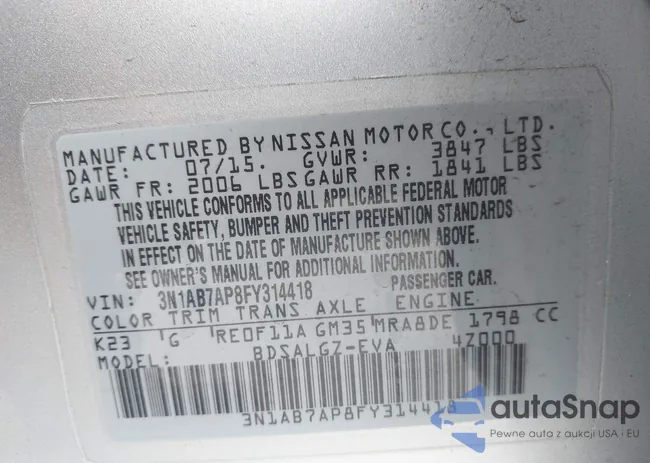 MANUFACTURED BY NISSAN MOTOR CO., LTD.
DATE: 07/15. GVWR: 3847 LBS
GAWR FR: 2006 LBS GAWR RR: 1841 LBS
THIS VEHICLE CONFORMS TO ALL APPLICABLE FEDERAL MOTOR
VEHICLE SAFETY, BUMPER AND THEFT PREVENTION STANDARDS
IN EFFECT ON THE DATE OF MANUFACTURE SHOWN ABOVE.
SEE OWNER'S MANUAL FOR ADDITIONAL INFORMATION.
VIN: 3N1AB7AP8FY314418 PASSENGER CAR.
COLOR TRIM TRANS AXLE ENGINE
K23 G RE0F11A GM35 MRA8DE 1798 CC
MODEL: BDSALGZ-EVA 4Z000
3N1AB7AP8FY314418
autoSnap
Pewne auta z aukcji USA i EU